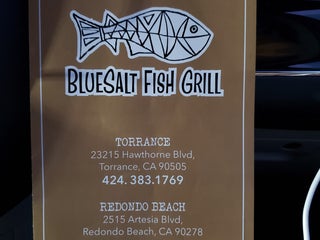 BLUESALT FISH GRILL
TORRANCE
23215 Hawthorne Blvd,
Torrance, CA 90505
424.383.1769
REDONDO BEACH
2515 Artesia Blvd,
Redondo Beach, CA 90278